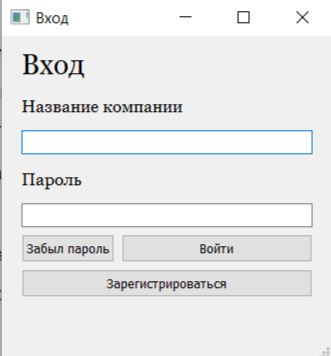 Вход
Вход
Название компании
Пароль
Забыл пароль Войти
Зарегистрироваться